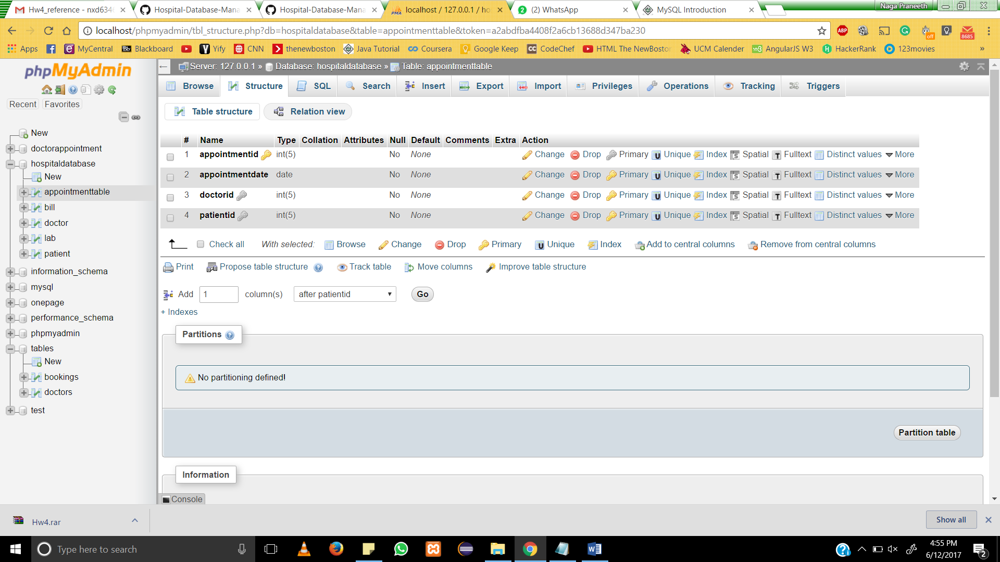 Hw4_reference - nxd6346
Hospital-Database-Mana
Hospital-Database-Mana
PMA localhost / 127.0.0.1 / ho
2 (2) WhatsApp
MySQL Introduction
Naga Praneeth
localhost/phpmyadmin/tbl_structure.php?db=hospitaldatabase&table=appointmenttable&token=a2abdfba4408f2a6cb13688d347ba230
ABP
off
8685
Apps
MyCentral
Bb Blackboard
Yify
CNN
thenewboston
Java Tutorial
Coursera
Google Keep
CC CodeChef
HTML The NewBosto
UCM Calender
w3 AngularJS W3
HackerRank
123movies
»
phpMyAdmin
Recent
Favorites
New
doctorappointment
hospitaldatabase
New
appointmenttable
bill
doctor
lab
patient
information_schema
mysql
onepage
performance_schema
phpmyadmin
tables
New
bookings
doctors
test
Server: 127.0.0.1 » Database: hospitaldatabase » Table: appointmenttable
Browse Structure SQL Search Insert Export Import Privileges Operations Tracking Triggers
Table structure Relation view
# Name Type Collation Attributes Null Default Comments Extra Action
1 appointmentid int(5) No None Change Drop Primary U Unique Index S Spatial T Fulltext Distinct values More
2 appointmentdate date No None Change Drop Primary U Unique Index S Spatial T Fulltext Distinct values More
3 doctorid int(5) No None Change Drop Primary U Unique Index S Spatial T Fulltext Distinct values More
4 patientid int(5) No None Change Drop Primary U Unique Index S Spatial T Fulltext Distinct values More
Check all With selected: Browse Change Drop Primary U Unique Index Add to central columns Remove from central columns
Print Propose table structure Track table Move columns Improve table structure
Add 1 column(s) after patientid Go
+ Indexes
Partitions
No partitioning defined!
Partition table
Information
Console
Hw4.rar
Show all
Type here to search
4:55 PM
6/12/2017
2